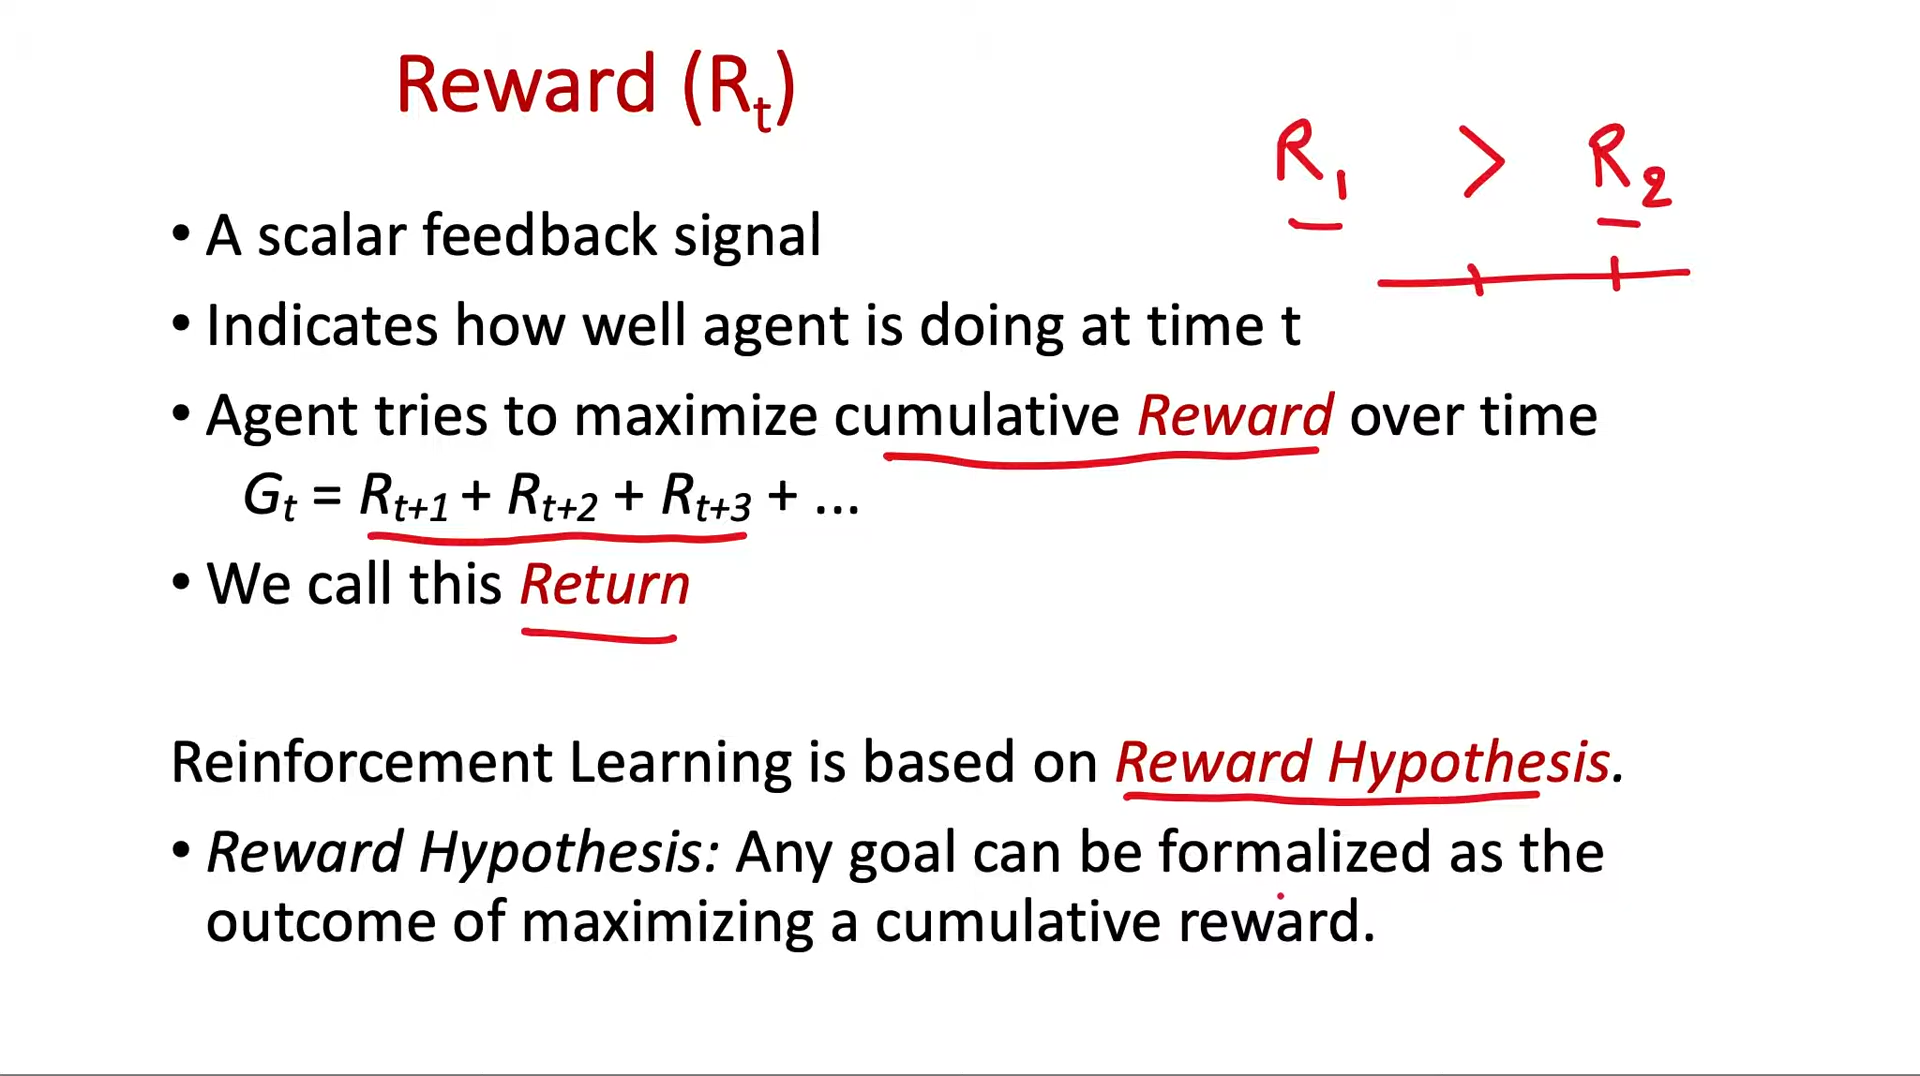 Reward (Rₜ)
R₁ > R₂
• A scalar feedback signal
• Indicates how well agent is doing at time t
• Agent tries to maximize cumulative Reward over time
Gₜ = Rₜ₊₁ + Rₜ₊₂ + Rₜ₊₃ + ...
• We call this Return
Reinforcement Learning is based on Reward Hypothesis.
• Reward Hypothesis: Any goal can be formalized as the
outcome of maximizing a cumulative reward.